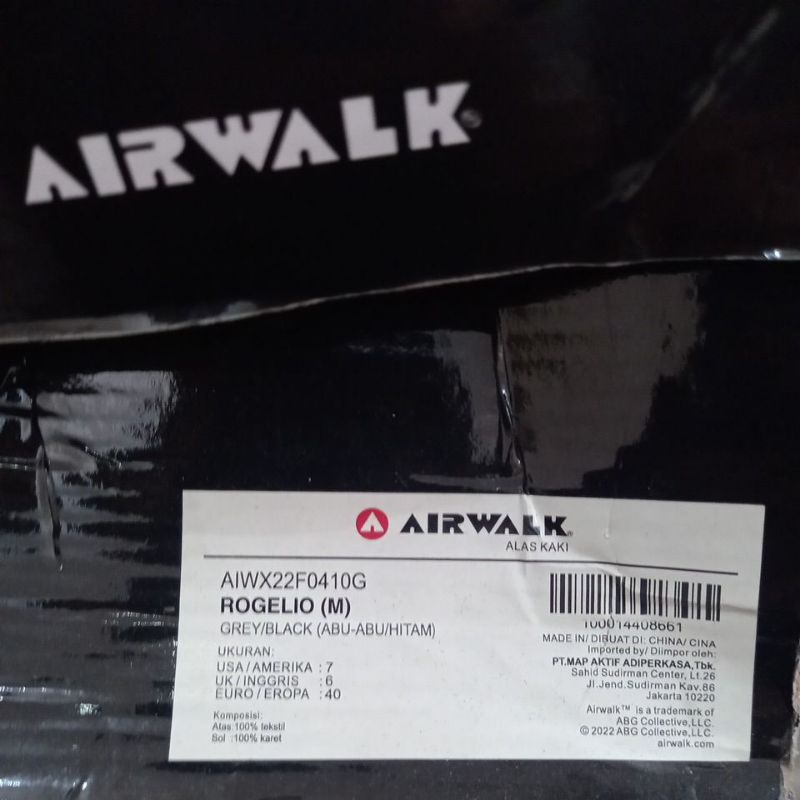 AIRWALK®
AIRWALK®
ALAS KAKI
AIWX22F0410G
ROGELIO (M)
GREY/BLACK (ABU-ABU/HITAM)
UKURAN:
USA / AMERIKA : 7
UK / INGGRIS : 6
EURO / EROPA : 40
Komposisi:
Atas :100% tekstil
Sol :100% karet
100014408661
MADE IN/ DIBUAT DI: CHINA/ CINA
Imported by/ Diimpor oleh:
PT.MAP AKTIF ADIPERKASA,Tbk.
Sahid Sudirman Center, Lt.26
Jl.Jend.Sudirman Kav.86
Jakarta 10220
Airwalk™ is a trademark of
ABG Collective,LLC.
© 2022 ABG Collective,LLC.
airwalk.com